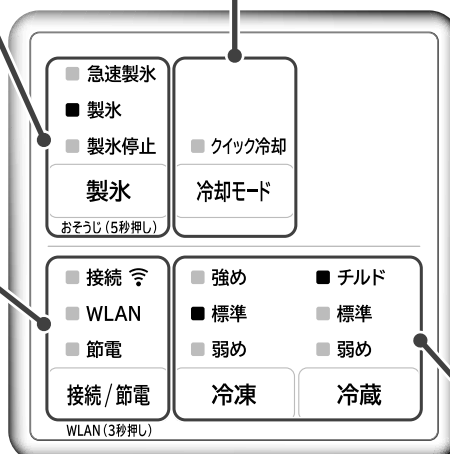 急速製氷
製氷
製氷停止
製氷
おそうじ(5秒押し)
クイック冷却
冷却モード
接続
WLAN
節電
接続/節電
WLAN(3秒押し)
強め
標準
弱め
冷凍
チルド
標準
弱め
冷蔵